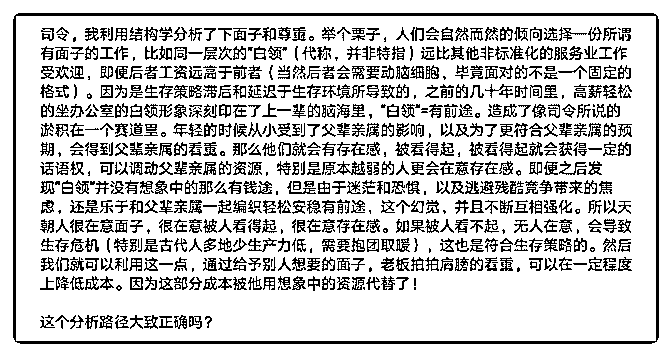 司令，我利用结构学分析了下面子和尊重。举个栗子，人们会自然而然的倾向选择一份所谓
有面子的工作，比如同一层次的"白领"（代称，并非特指）远比其他非标准化的服务业工作
受欢迎，即便后者工资远高于前者（当然后者会需要动脑细胞，毕竟面对的不是一个固定的
格式）。因为是生存策略滞后和延迟于生存环境所导致的，之前的几十年时间里，高薪轻松
的坐办公室的白领形象深刻印在了上一辈的脑海里，"白领"=有前途。造成了像司令所说的
淤积在一个赛道里。年轻的时候从小受到了父辈亲属的影响，以及为了更符合父辈亲属的预
期，会得到父辈亲属的看重。那么他们就会有存在感，被看得起，被看得起就会获得一定的
话语权，可以调动父辈亲属的资源，特别是原本越弱的人更会在意存在感。即便之后发
现"白领"并没有想象中的那么有钱途，但是由于迷茫和恐惧，以及逃避残酷竞争带来的焦
虑，还是乐于和父辈亲属一起编织轻松安稳有前途，这个幻觉，并且不断互相强化。所以天
朝人很在意面子，很在意被人看得起，很在意存在感。如果被人看不起，无人在意，会导致
生存危机（特别是古代人多地少生产力低，需要抱团取暖），这也是符合生存策略的。然后
我们就可以利用这一点，通过给予别人想要的面子，老板拍拍肩膀的看重，可以在一定程度
上降低成本。因为这部分成本被他用想象中的资源代替了！
这个分析路径大致正确吗？